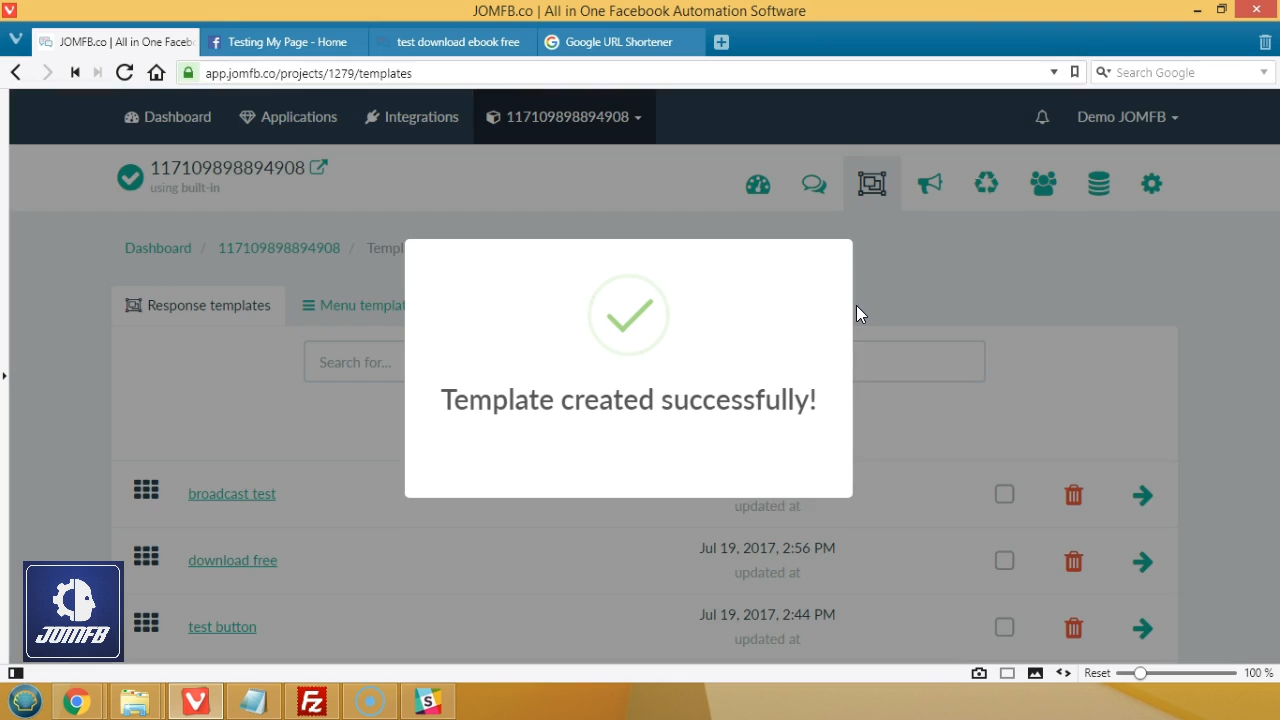 JOMFB.co | All in One Facebook Automation Software
JOMFB.co | All in One Faceb
Testing My Page - Home
test download ebook free
Google URL Shortener
app.jomfb.co/projects/1279/templates
Search Google
Dashboard
Applications
Integrations
117109898894908
Demo JOMFB
117109898894908
using built-in
Dashboard / 117109898894908 / Templ
Response templates
Menu templat
Search for...
Template created successfully!
broadcast test
updated at
Jul 19, 2017, 2:56 PM
download free
updated at
Jul 19, 2017, 2:44 PM
test button
updated at
JOMFB
Reset
100 %